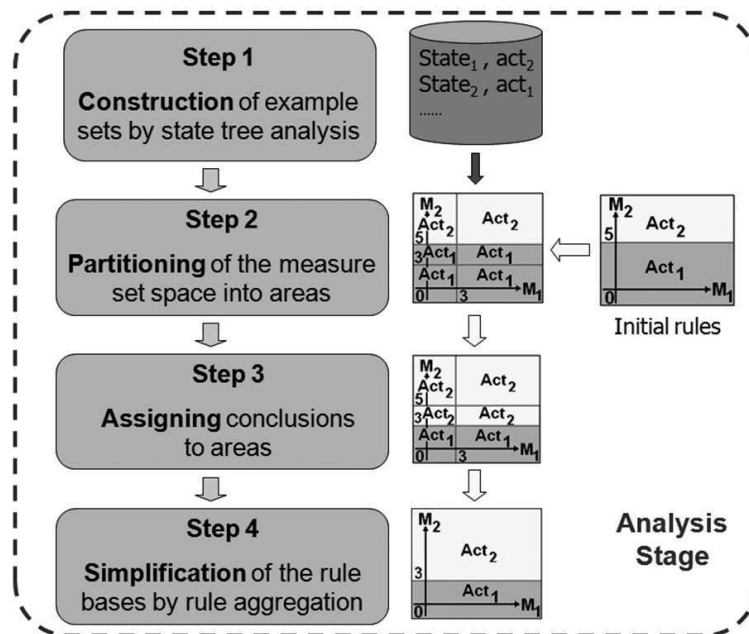 Step 1
Construction of example
sets by state tree analysis
State₁ , act₂
State₂ , act₁
......
Step 2
Partitioning of the measure
set space into areas
M₂
Act₂ Act₂
5
3 Act₁ Act₁
Act₁ Act₁
M₁
0 3
M₂
5 Act₂
Act₁
0 M₁
Initial rules
Step 3
Assigning conclusions
to areas
M₂
Act₂ Act₂
5
3 Act₂ Act₂
Act₁ Act₁
M₁
0 3
Step 4
Simplification of the rule
bases by rule aggregation
M₂
Act₂
3
Act₁
0 M₁
Analysis
Stage